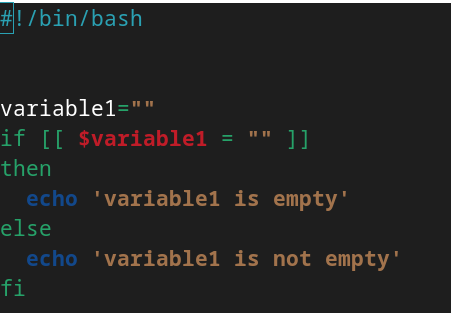 #!/bin/bash
variable1=""
if [[ $variable1 = "" ]]
then
  echo 'variable1 is empty'
else
  echo 'variable1 is not empty'
fi